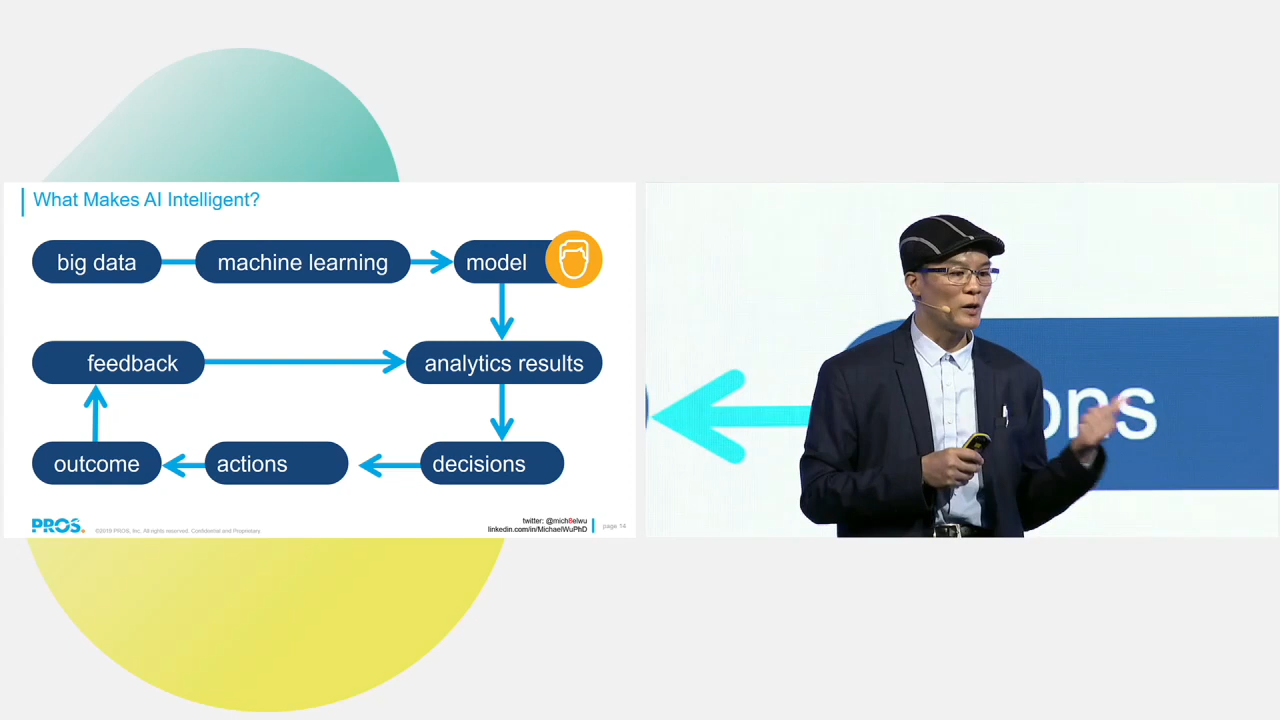 What Makes AI Intelligent?
big data
machine learning
model
feedback
analytics results
outcome
actions
decisions
PROS.
©2019 PROS, Inc. All rights reserved. Confidential and Proprietary.
twitter: @mich8elwu
linkedin.com/in/MichaelWuPhD
page 14
ons